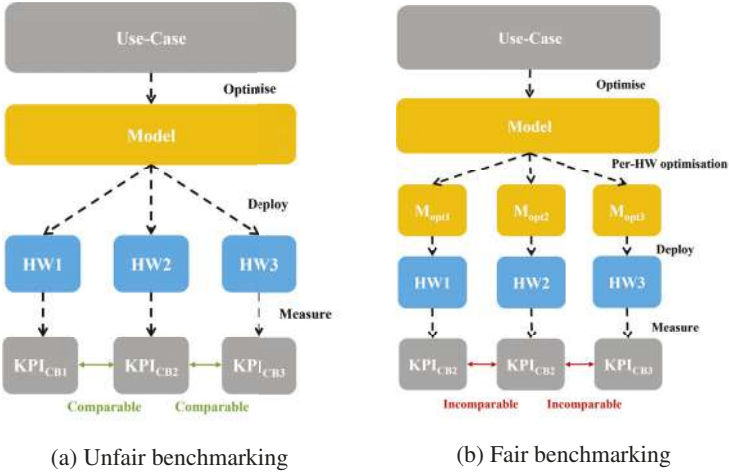 Use-Case
Optimise
Model
Deploy
HW1 HW2 HW3
Measure
KPI_CB1 KPI_CB2 KPI_CB3
Comparable Comparable
(a) Unfair benchmarking
Use-Case
Optimise
Model
Per-HW optimisation
M_opt1 M_opt2 M_opt3
Deploy
HW1 HW2 HW3
Measure
KPI_CB2 KPI_CB2 KPI_CB3
Incomparable Incomparable
(b) Fair benchmarking